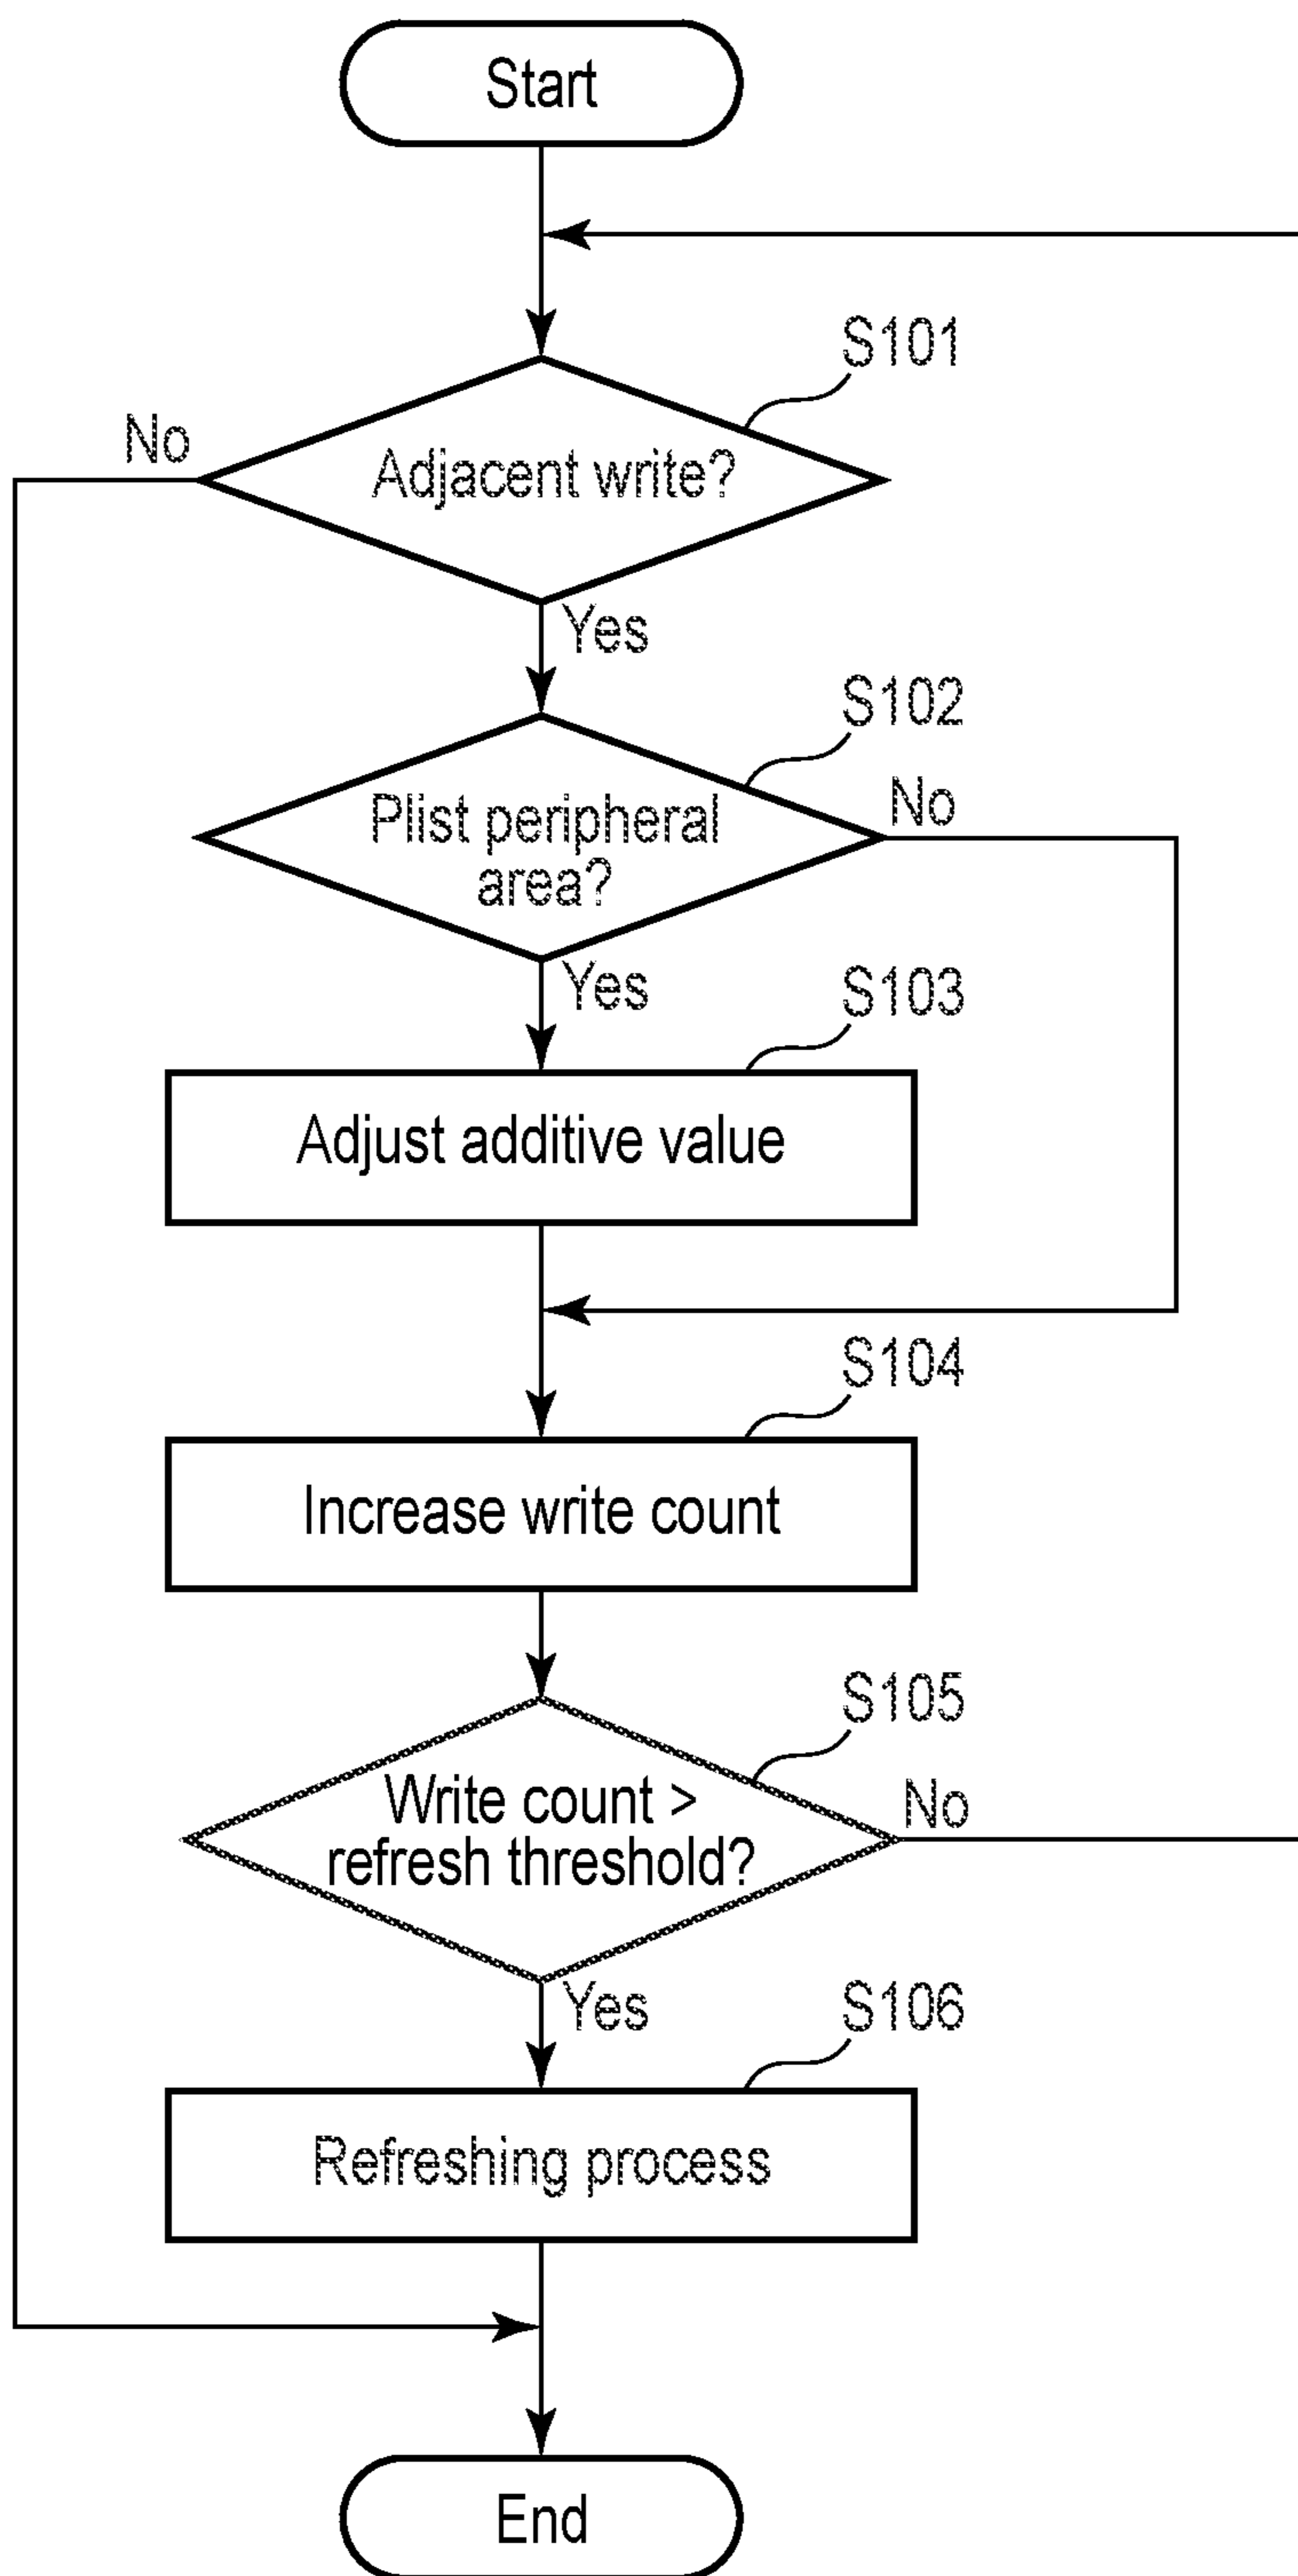 Start
S101
No
Adjacent write?
Yes
S102
No
Plist peripheral
area?
Yes
S103
Adjust additive value
S104
Increase write count
S105
Write count >
refresh threshold?
No
Yes
S106
Refreshing process
End